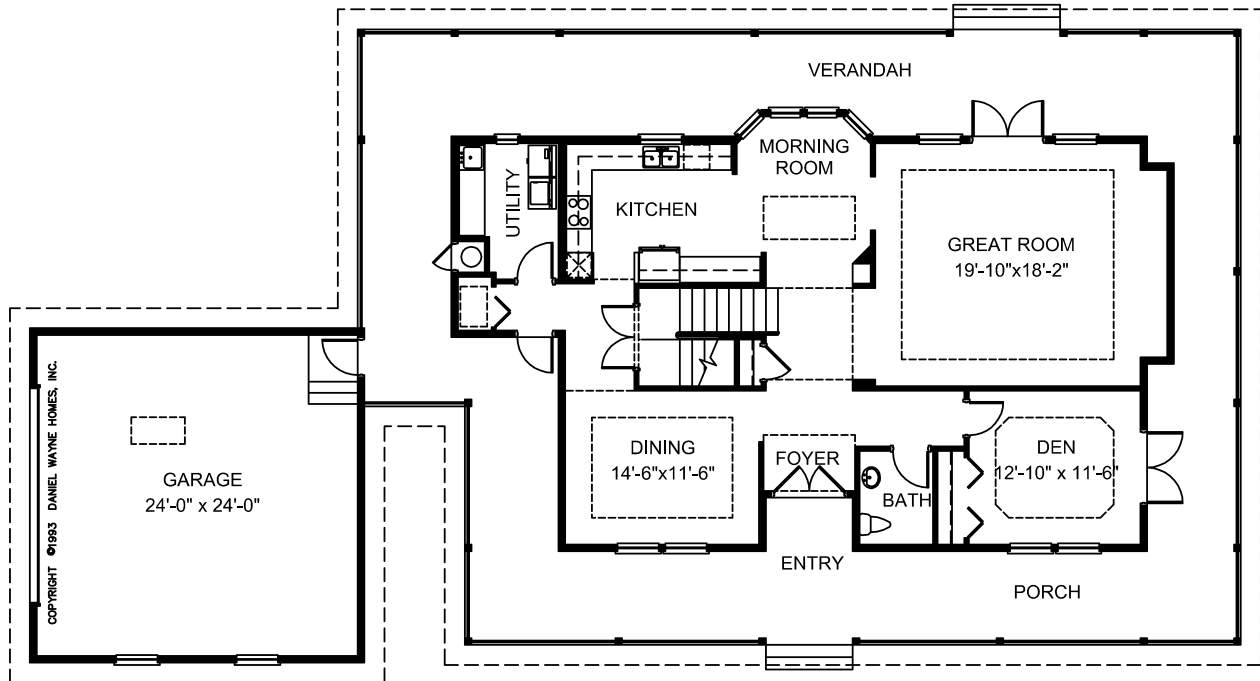 VERANDAH
MORNING
ROOM
UTILITY
KITCHEN
GREAT ROOM
19'-10"x18'-2"
COPYRIGHT ©1993 DANIEL WAYNE HOMES, INC.
GARAGE
24'-0" x 24'-0"
DINING
14'-6"x11'-6"
FOYER
DEN
12'-10" x 11'-6"
BATH
ENTRY
PORCH